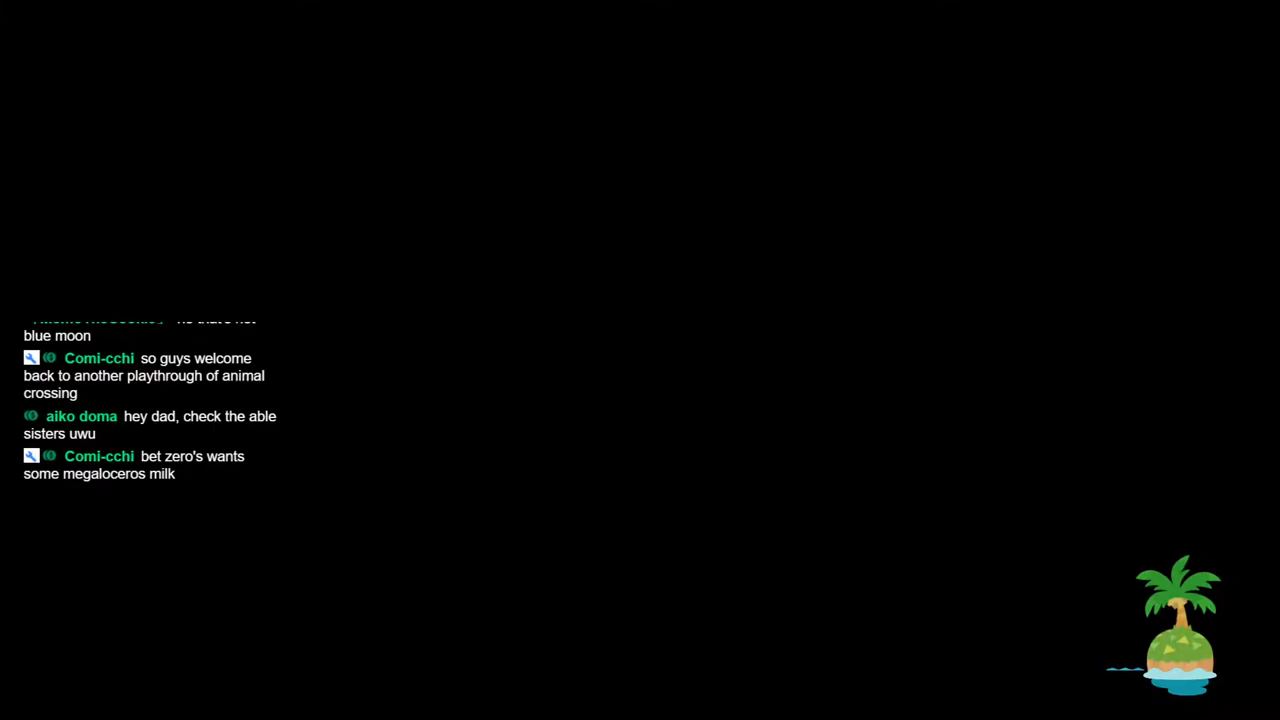 blue moon
Comi-cchi so guys welcome
back to another playthrough of animal
crossing
aiko doma hey dad, check the able
sisters uwu
Comi-cchi bet zero's wants
some megaloceros milk